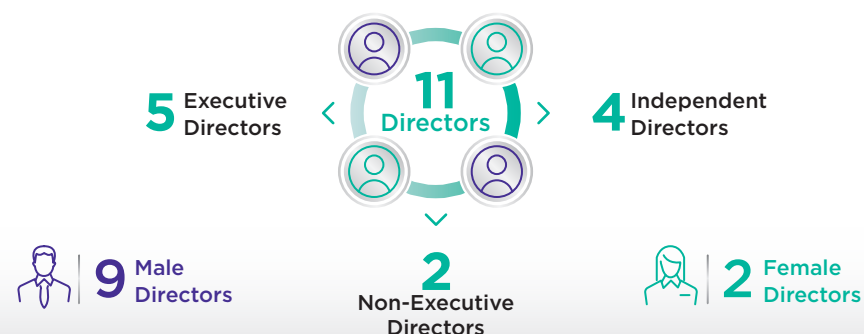 11
Directors
5 Executive
Directors
4 Independent
Directors
9 Male
Directors
2
Non-Executive
Directors
2 Female
Directors